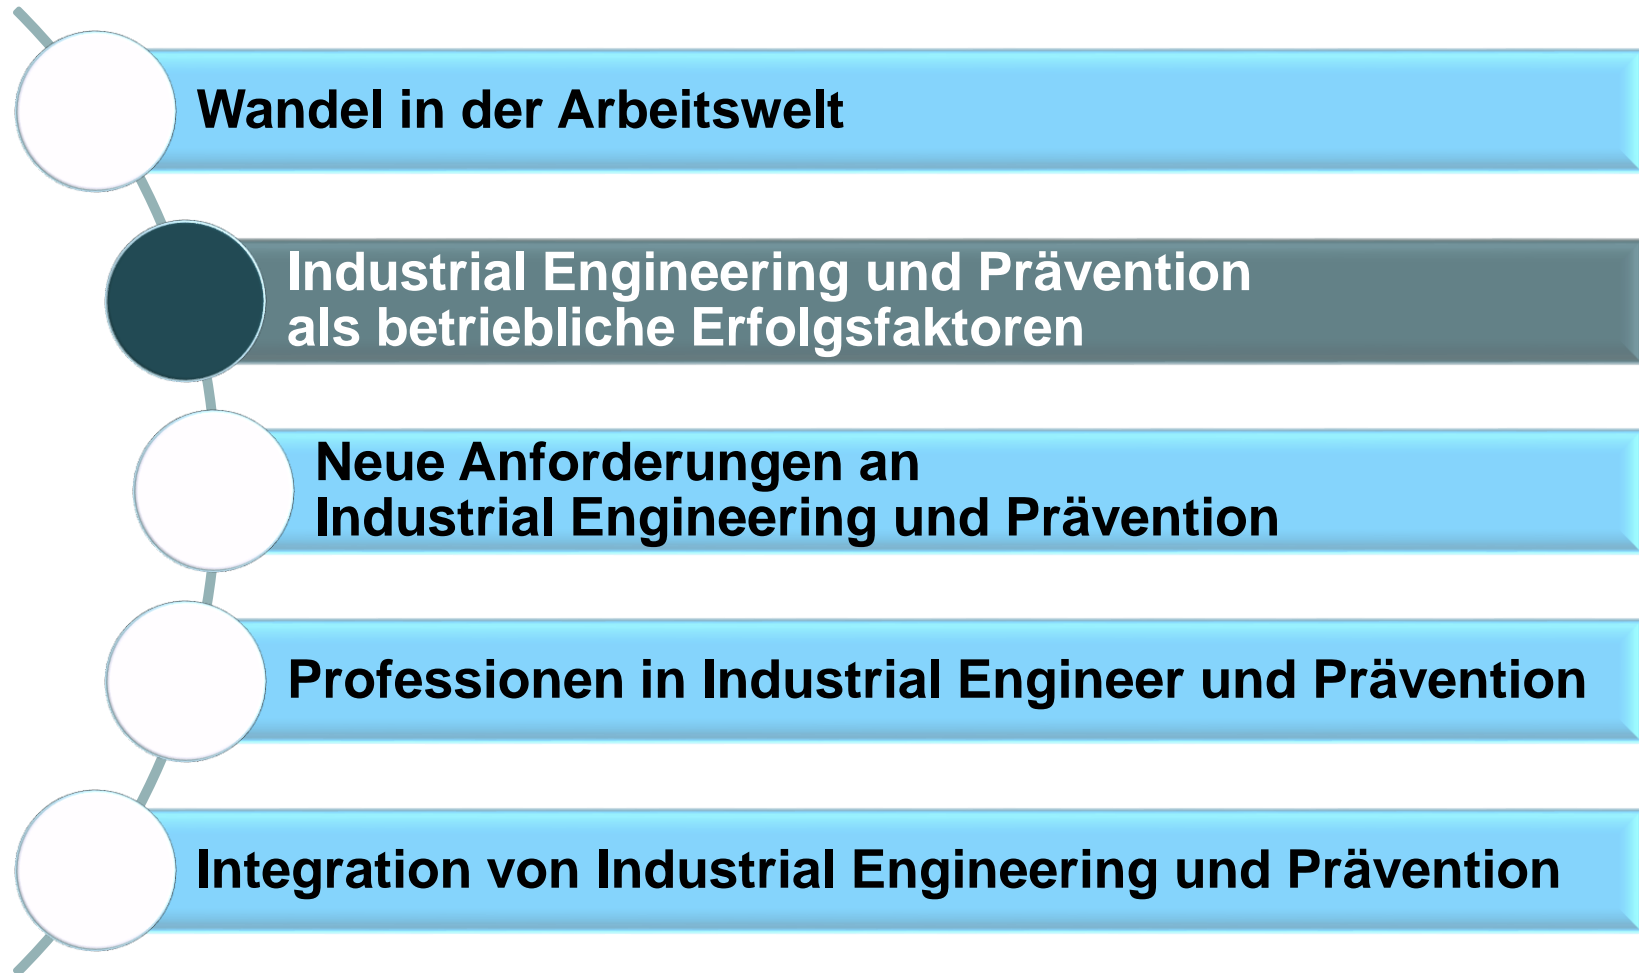 Wandel in der Arbeitswelt
Industrial Engineering und Prävention
als betriebliche Erfolgsfaktoren
Neue Anforderungen an
Industrial Engineering und Prävention
Professionen in Industrial Engineer und Prävention
Integration von Industrial Engineering und Prävention